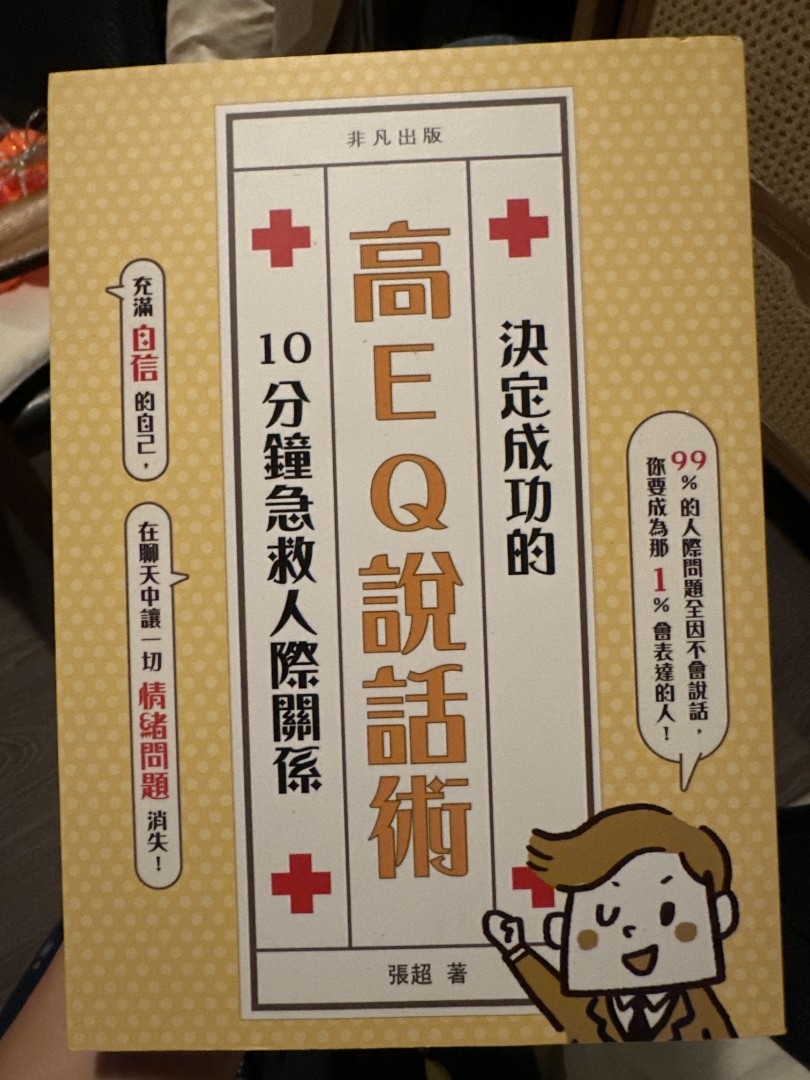 非凡出版
決定成功的
高EQ說話術
10分鐘急救人際關係
張超 著
99%的人際問題全因不會說話，
你要成為那1%會表達的人！
充滿自信的自己，
在聊天中讓一切情緒問題消失！